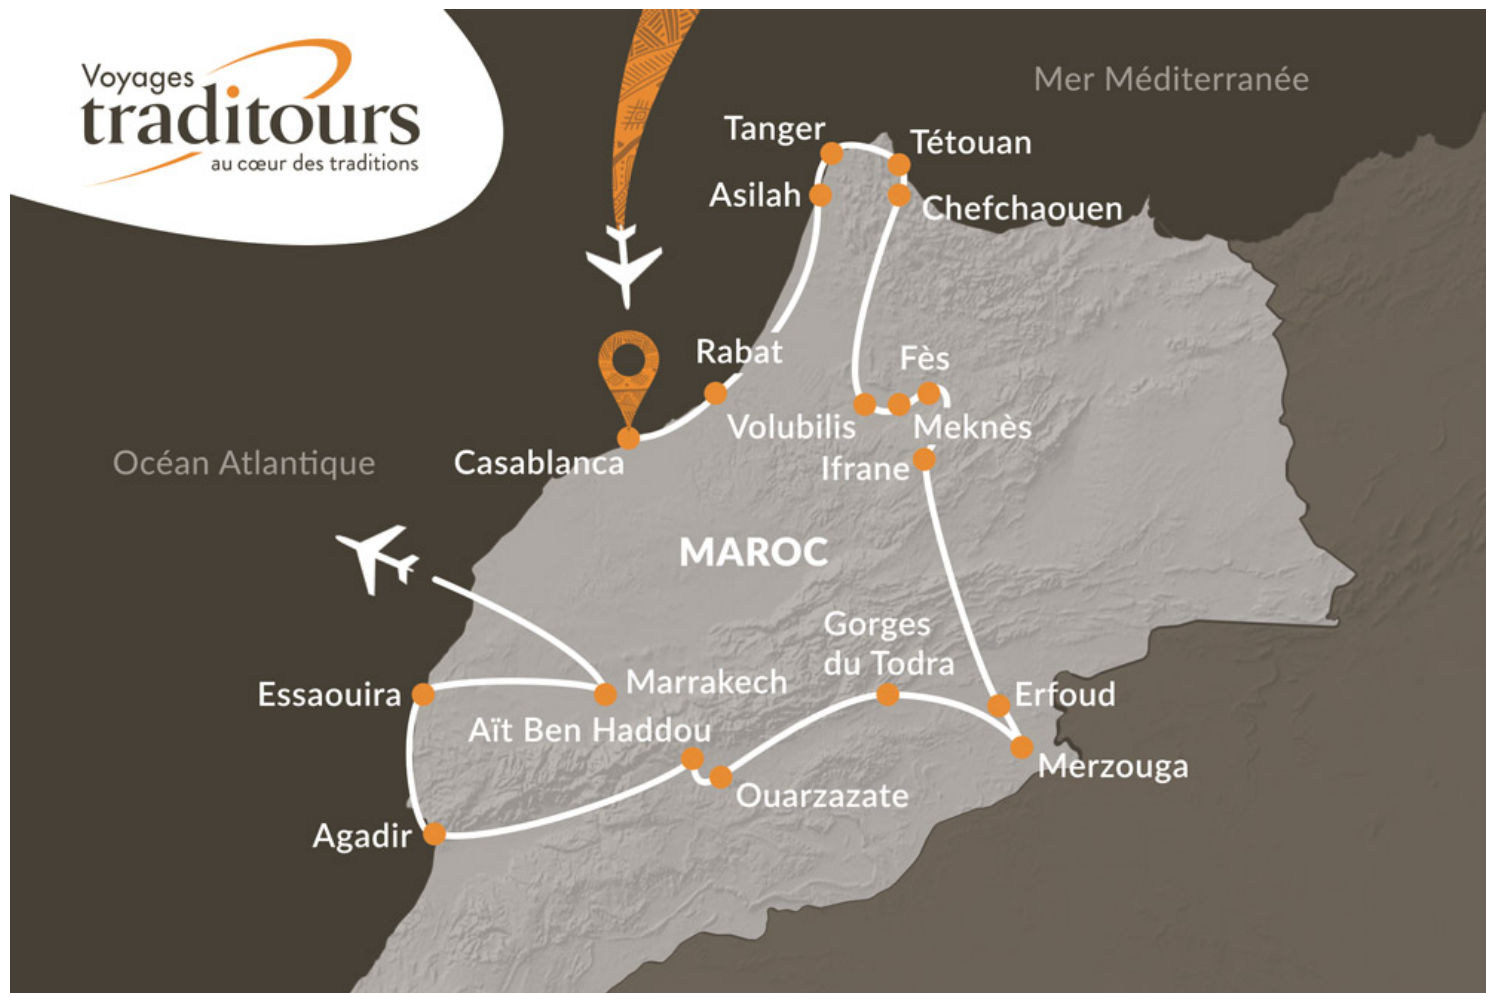 Voyages
traditours
au cœur des traditions
Mer Méditerranée
Tanger
Tétouan
Asilah
Chefchaouen
Rabat
Fès
Volubilis
Meknès
Casablanca
Ifrane
Océan Atlantique
MAROC
Gorges
du Todra
Essaouira
Marrakech
Erfoud
Aït Ben Haddou
Merzouga
Ouarzazate
Agadir